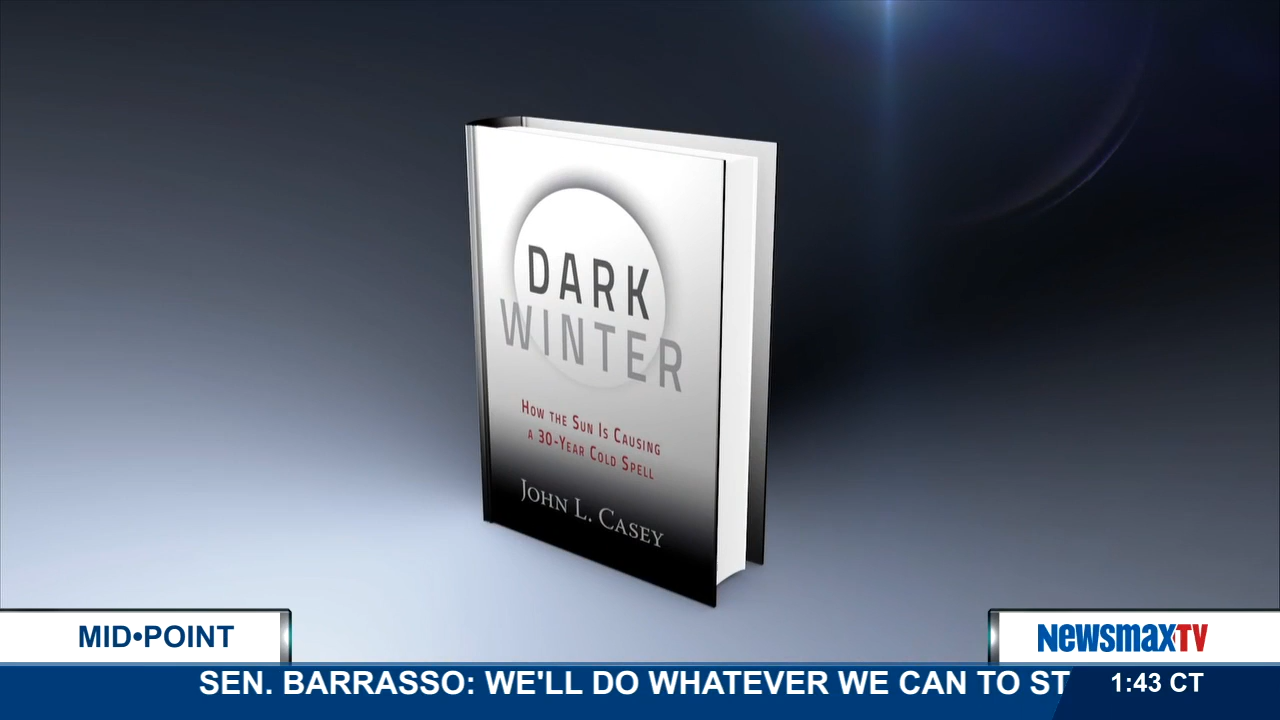 DARK
WINTER
How the Sun Is Causing
a 30-Year Cold Spell
John L. Casey
MID•POINT
NEWSMAXTV
SEN. BARRASSO: WE'LL DO WHATEVER WE CAN TO ST
1:43 CT